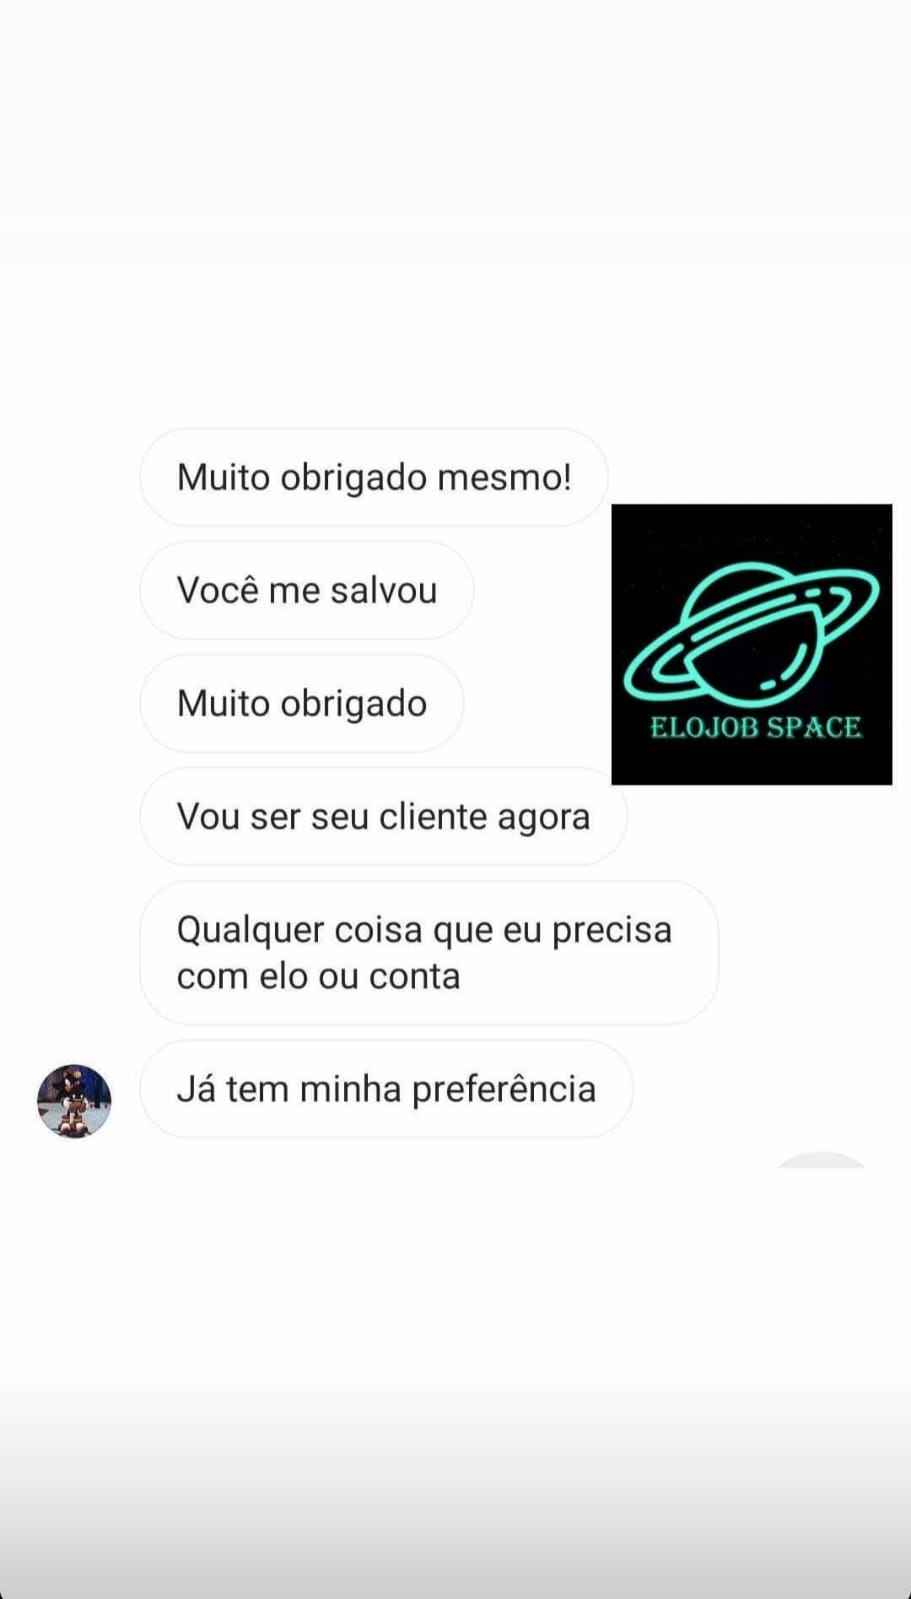 Muito obrigado mesmo!
Você me salvou
Muito obrigado
ELOJOB SPACE
Vou ser seu cliente agora
Qualquer coisa que eu precisa
com elo ou conta
Já tem minha preferência